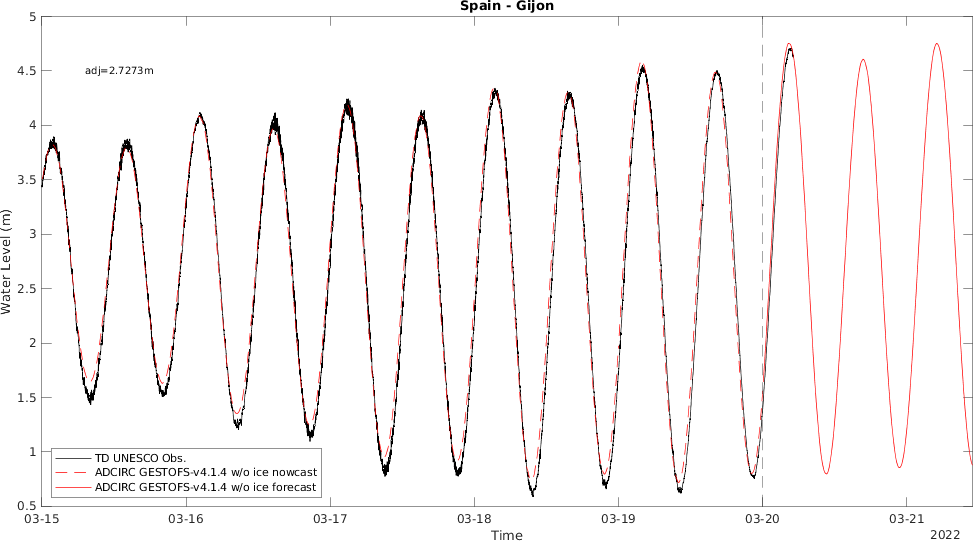 Spain - Gijon
5
4.5
4
3.5
3
2.5
2
1.5
1
0.5
Water Level (m)
adj=2.7273m
TD UNESCO Obs.
ADCIRC GESTOFS-v4.1.4 w/o ice nowcast
ADCIRC GESTOFS-v4.1.4 w/o ice forecast
03-15 03-16 03-17 03-18 03-19 03-20 03-21
Time
2022